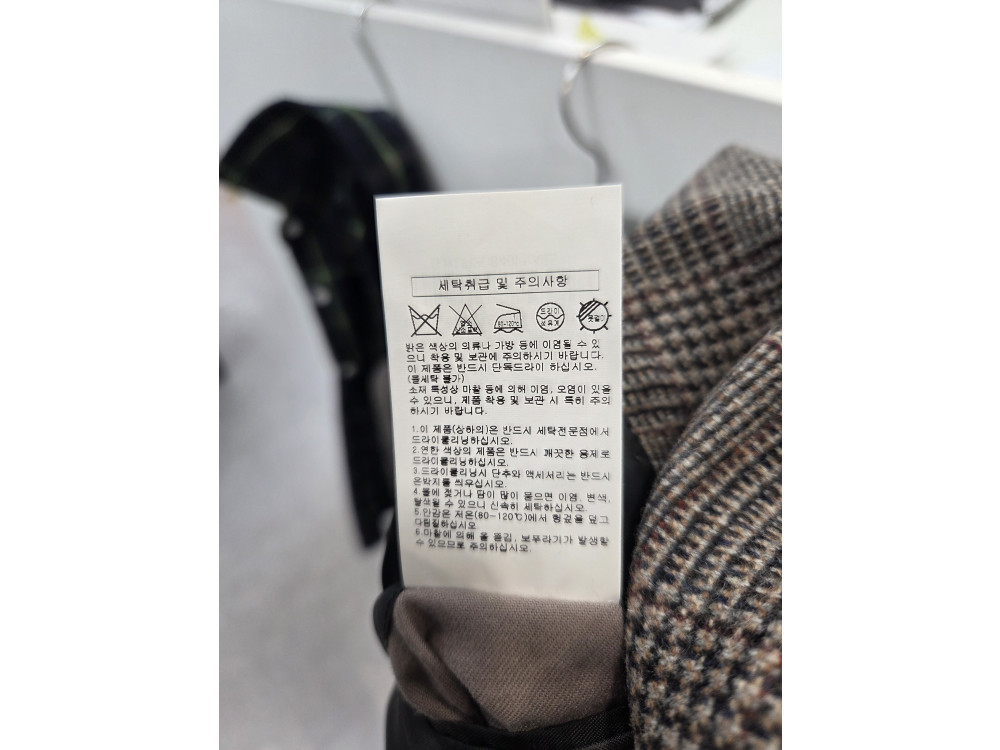 세탁취급 및 주의사항
80~120℃
드라이
석유계
옷걸이
밝은 색상의 의류나 가방 등에 이염될 수 있
으니 착용 및 보관에 주의하시기 바랍니다.
이 제품은 반드시 단독드라이 하십시오.
(물세탁 불가)
소재 특성상 마찰 등에 의해 이염, 오염이 있을
수 있으니, 제품 착용 및 보관 시 특히 주의
하시기 바랍니다.
1.이 제품(상하의)은 반드시 세탁전문점에서
드라이클리닝하십시오.
2.연한 색상의 제품은 반드시 깨끗한 용제로
드라이클리닝하십시오.
3.드라이클리닝시 단추와 액세서리는 반드시
은박지를 씌우십시오.
4.물에 젖거나 땀이 많이 묻으면 이염, 변색,
탈색될 수 있으니 신속히 세탁하십시오.
5.안감은 저온(80-120℃)에서 헝겊을 덮고
다림질하십시오.
6.마찰에 의해 올 뜯김, 보푸라기가 발생할
수 있으므로 주의하십시오.